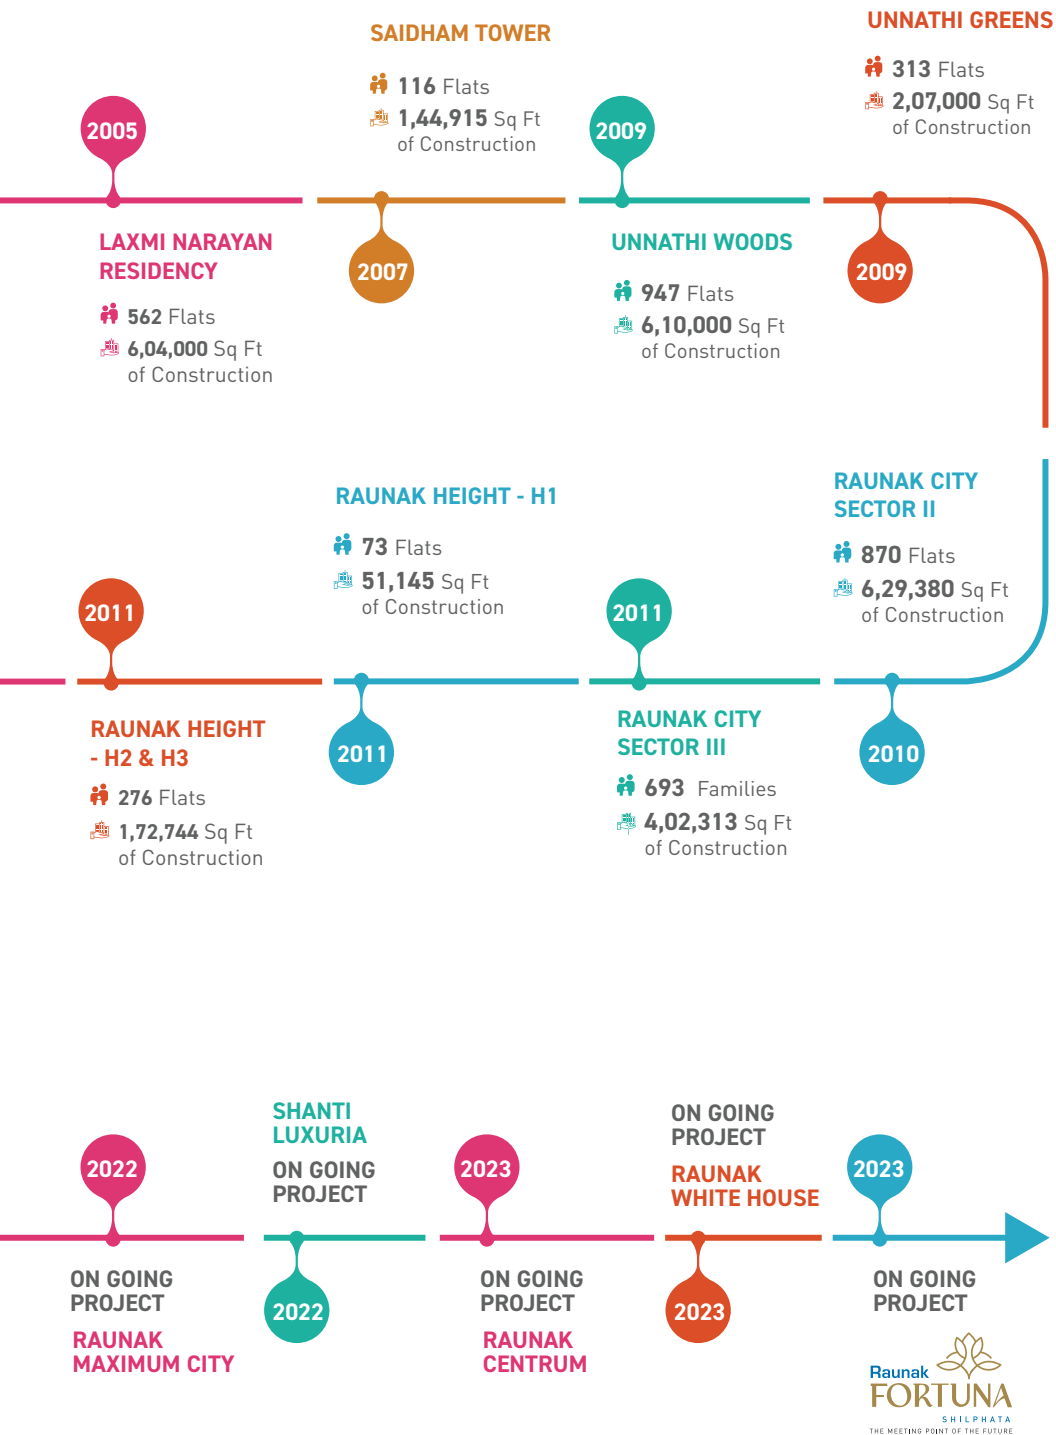 2005
LAXMI NARAYAN
RESIDENCY
562 Flats
6,04,000 Sq Ft
of Construction
SAIDHAM TOWER
116 Flats
1,44,915 Sq Ft
of Construction
2007
2009
UNNATHI WOODS
947 Flats
6,10,000 Sq Ft
of Construction
UNNATHI GREENS
313 Flats
2,07,000 Sq Ft
of Construction
2009
RAUNAK CITY
SECTOR II
870 Flats
6,29,380 Sq Ft
of Construction
2010
2011
RAUNAK CITY
SECTOR III
693 Families
4,02,313 Sq Ft
of Construction
RAUNAK HEIGHT - H1
73 Flats
51,145 Sq Ft
of Construction
2011
2011
RAUNAK HEIGHT
- H2 & H3
276 Flats
1,72,744 Sq Ft
of Construction
2022
ON GOING
PROJECT
RAUNAK
MAXIMUM CITY
SHANTI
LUXURIA
ON GOING
PROJECT
2022
2023
ON GOING
PROJECT
RAUNAK
CENTRUM
ON GOING
PROJECT
RAUNAK
WHITE HOUSE
2023
2023
ON GOING
PROJECT
Raunak
FORTUNA
SHILPHATA
THE MEETING POINT OF THE FUTURE